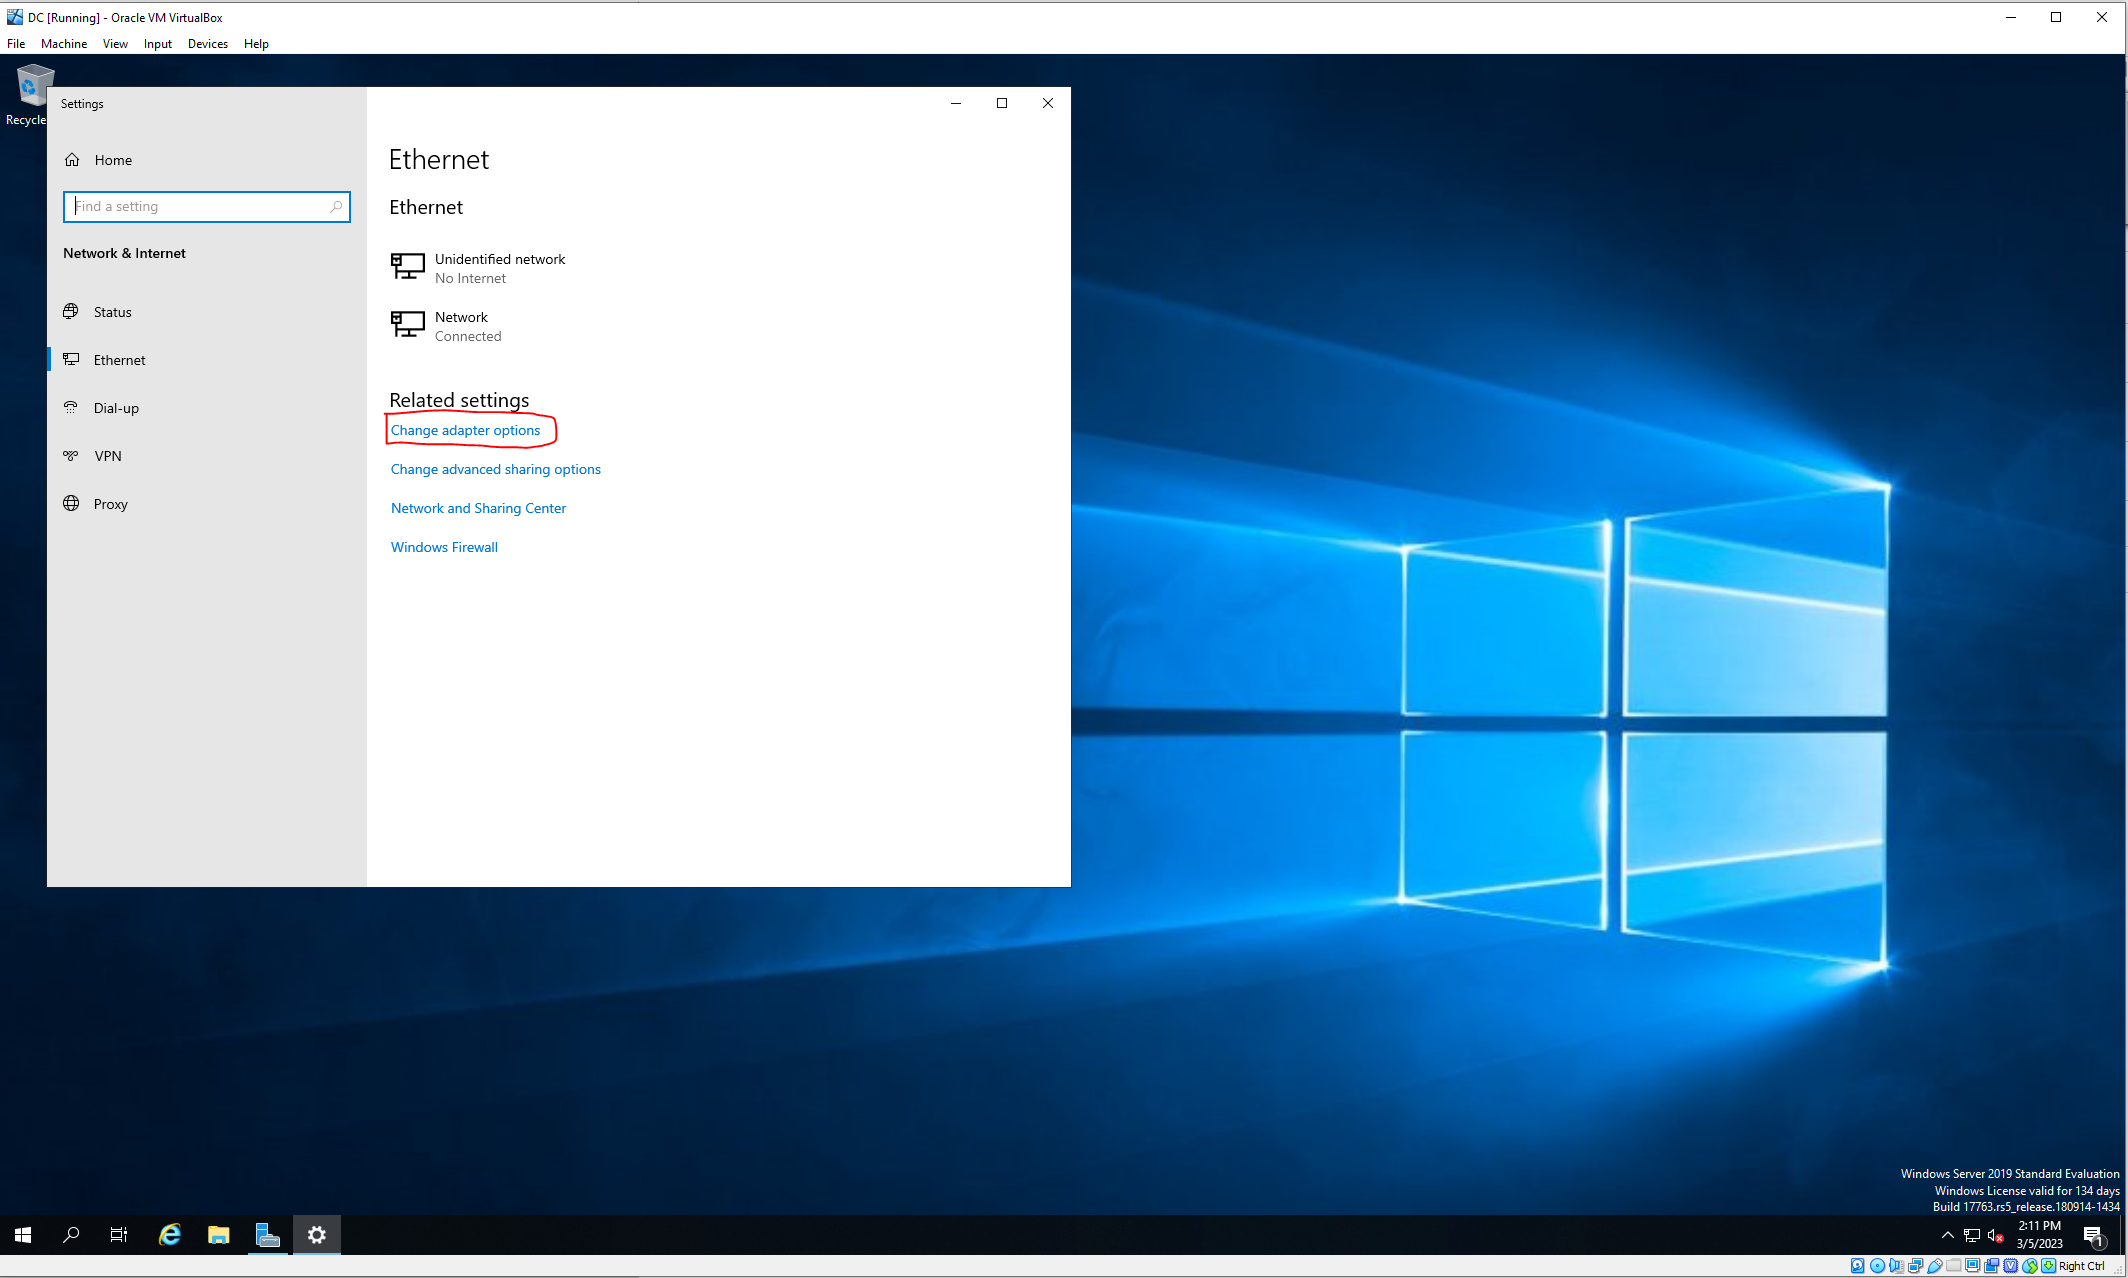 DC [Running] - Oracle VM VirtualBox
File Machine View Input Devices Help
Recycle
Settings
Home
Find a setting
Network & Internet
Status
Ethernet
Dial-up
VPN
Proxy
Ethernet
Ethernet
Unidentified network
No Internet
Network
Connected
Related settings
Change adapter options
Change advanced sharing options
Network and Sharing Center
Windows Firewall
Windows Server 2019 Standard Evaluation
Windows License valid for 134 days
Build 17763.rs5_release.180914-1434
2:11 PM
3/5/2023
1
Right Ctrl